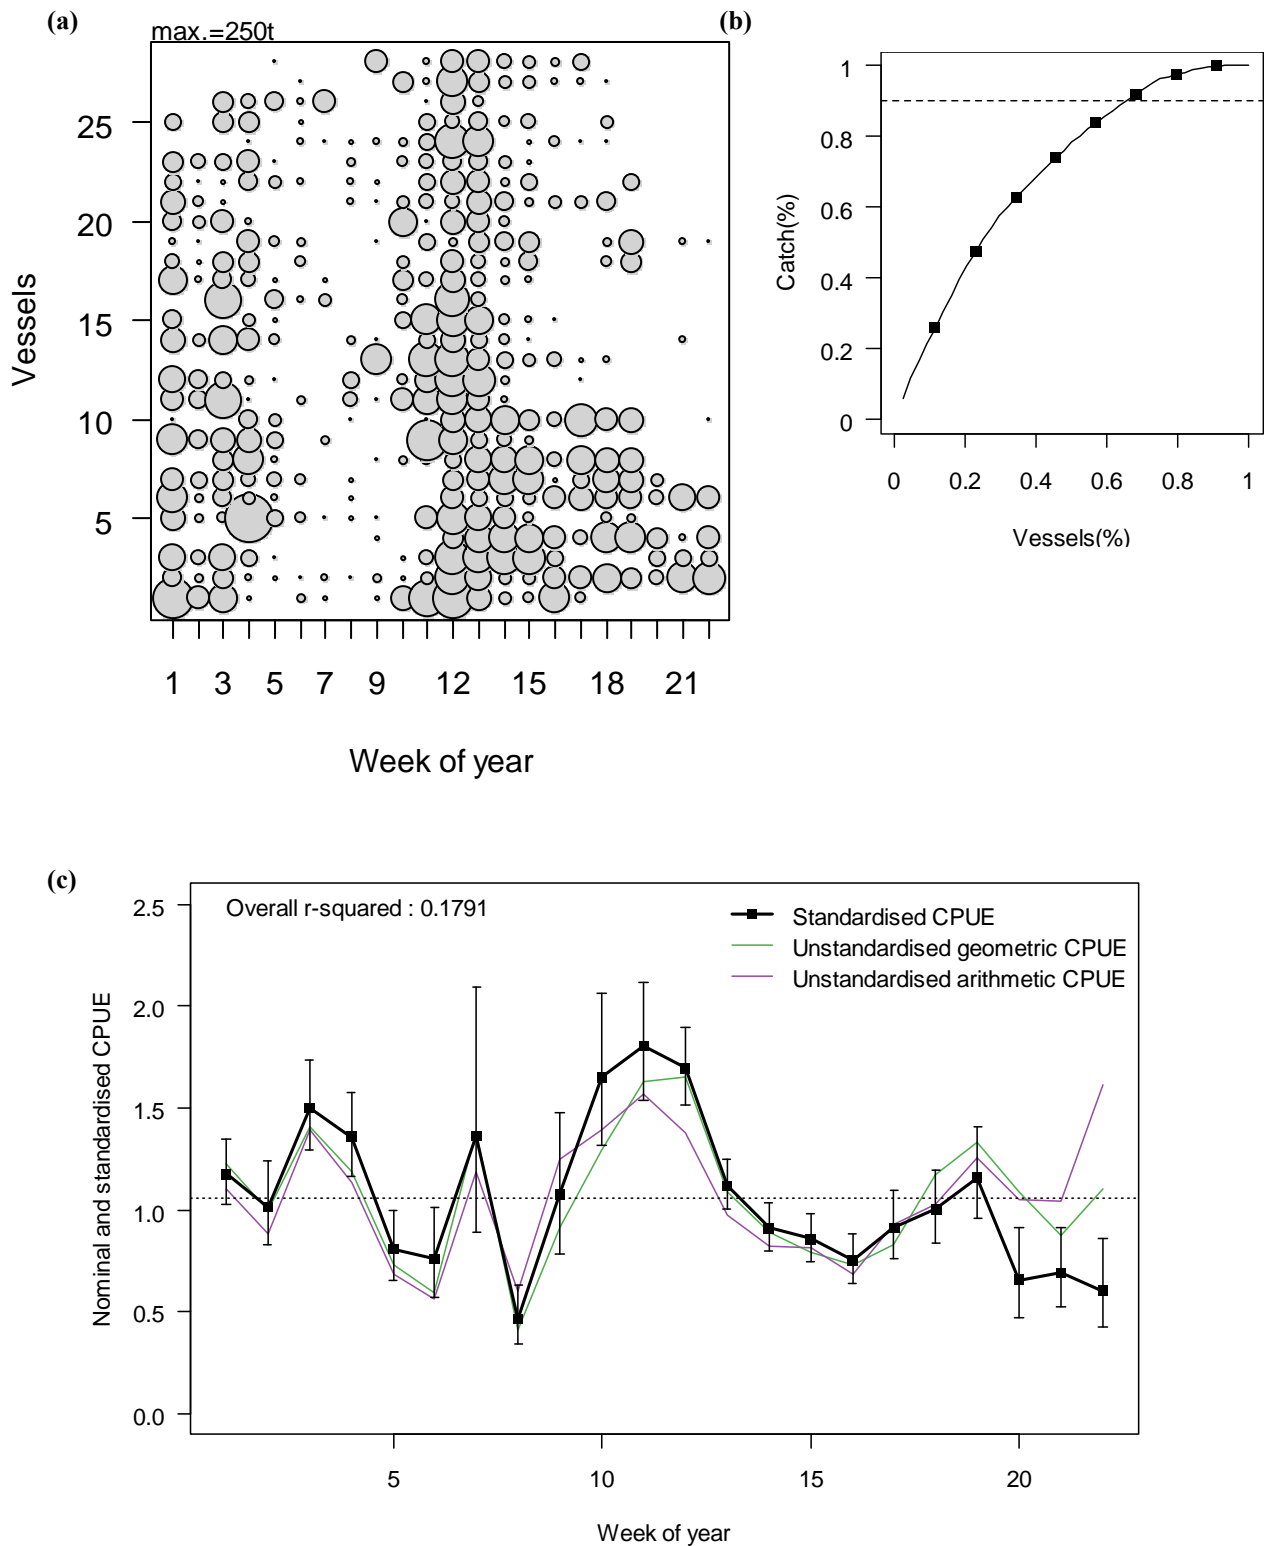 (a)
max.=250t
Vessels
25
20
15
10
5
1 3 5 7 9 12 15 18 21
Week of year
(b)
Catch(%)
1
0.8
0.6
0.4
0.2
0
0 0.2 0.4 0.6 0.8 1
Vessels(%)
(c)
Overall r-squared : 0.1791
Standardised CPUE
Unstandardised geometric CPUE
Unstandardised arithmetic CPUE
Nominal and standardised CPUE
2.5
2.0
1.5
1.0
0.5
0.0
5 10 15 20
Week of year